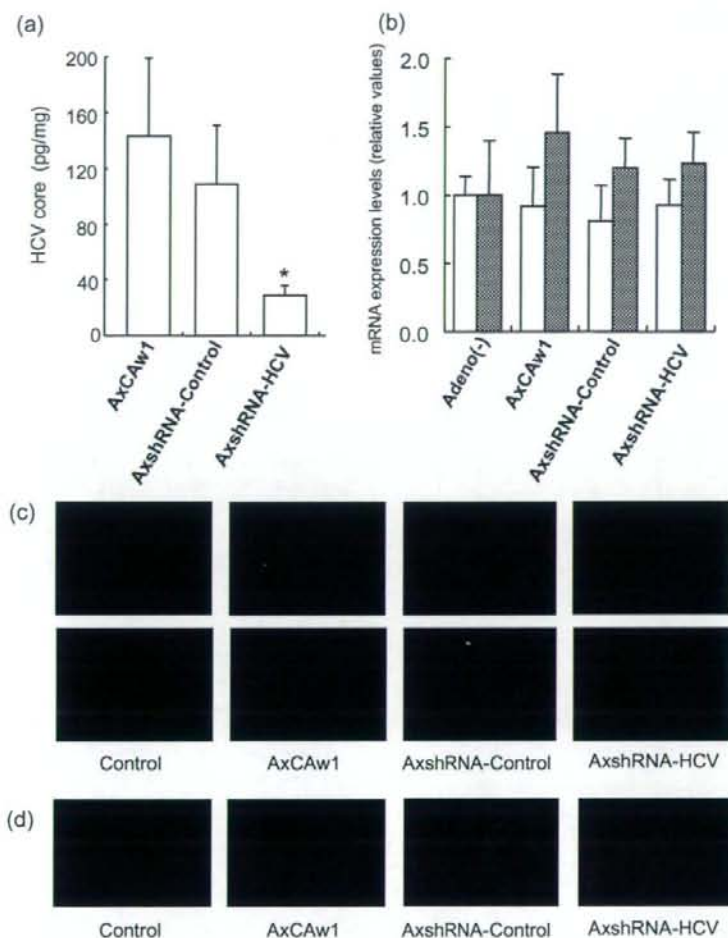 (a)
HCV core (pg/mg)
200
160
120
80
40
0
*
AxCAw1
AxshRNA-Control
AxshRNA-HCV
(b)
mRNA expression levels (relative values)
2.0
1.5
1.0
0.5
0.0
Adeno(-)
AxCAw1
AxshRNA-Control
AxshRNA-HCV
(c)
Control AxCAw1 AxshRNA-Control AxshRNA-HCV
(d)
Control AxCAw1 AxshRNA-Control AxshRNA-HCV